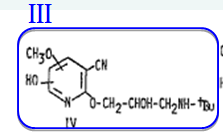 III
CH₃O
CN
HO
N
O-CH₂-CHOH-CH₂NH-ᵗBu
IV